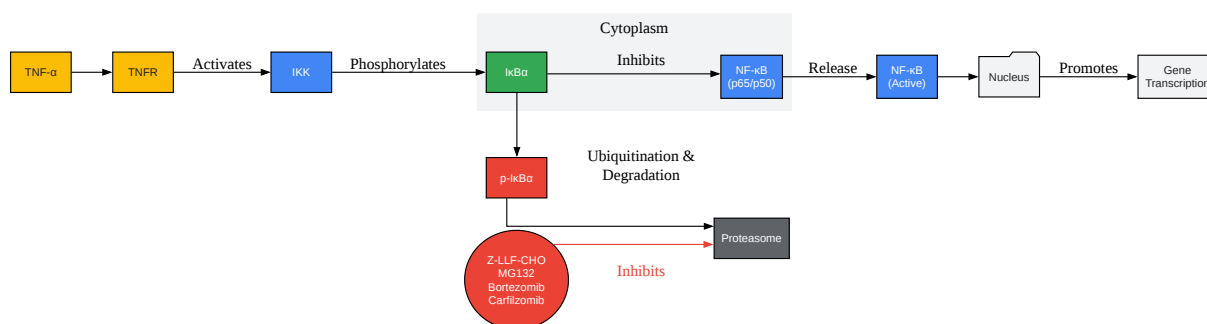 Cytoplasm
TNF-α
TNFR
Activates
IKK
Phosphorylates
IκBα
Inhibits
NF-κB
(p65/p50)
Release
NF-κB
(Active)
Nucleus
Promotes
Gene
Transcription
p-IκBα
Ubiquitination &
Degradation
Proteasome
Z-LLF-CHO
MG132
Bortezomib
Carfilzomib
Inhibits